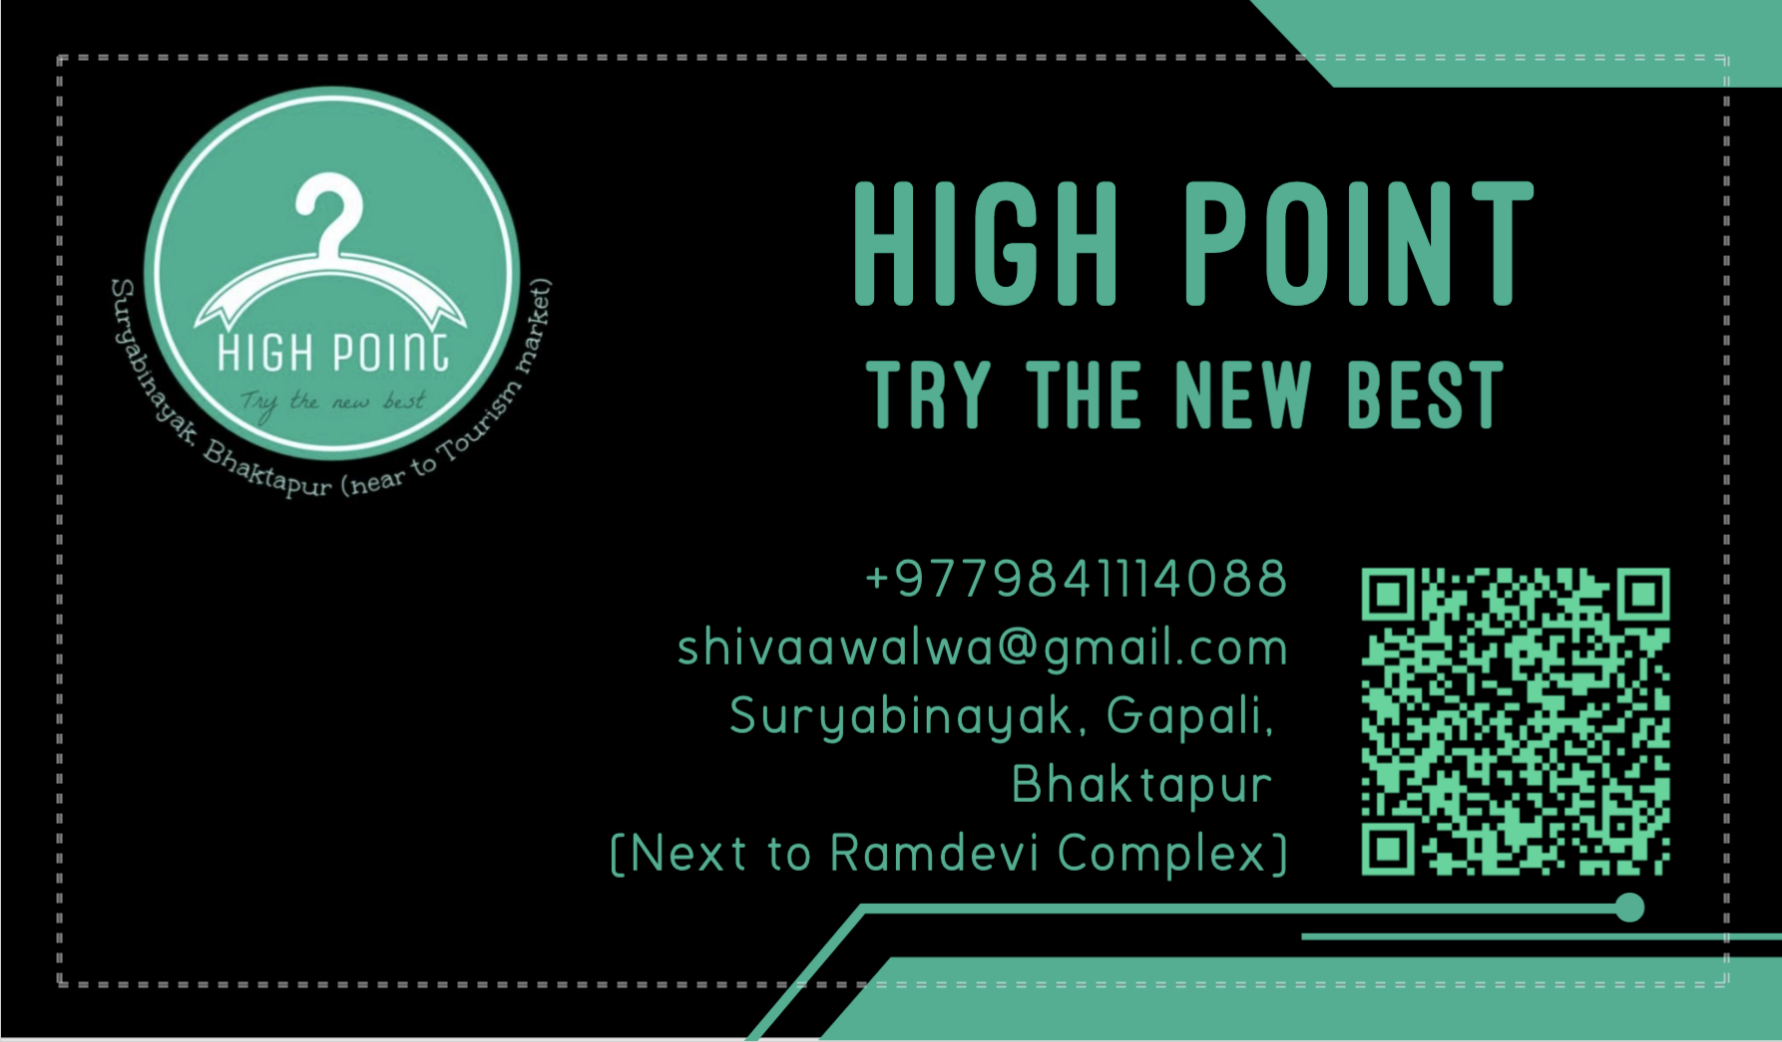 HIGH POINT
Try the new best
Suryabinayak, Bhaktapur (near to Tourism market)
HIGH POINT
TRY THE NEW BEST
+9779841114088
shivaawalwa@gmail.com
Suryabinayak, Gapali,
Bhaktapur
[Next to Ramdevi Complex]